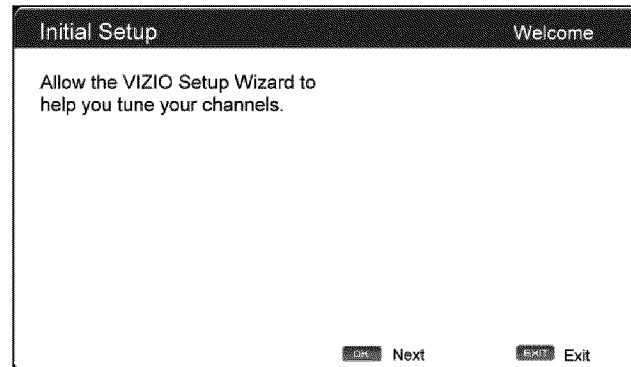 Initial Setup Welcome
Allow the VIZIO Setup Wizard to
help you tune your channels.
OK Next EXIT Exit